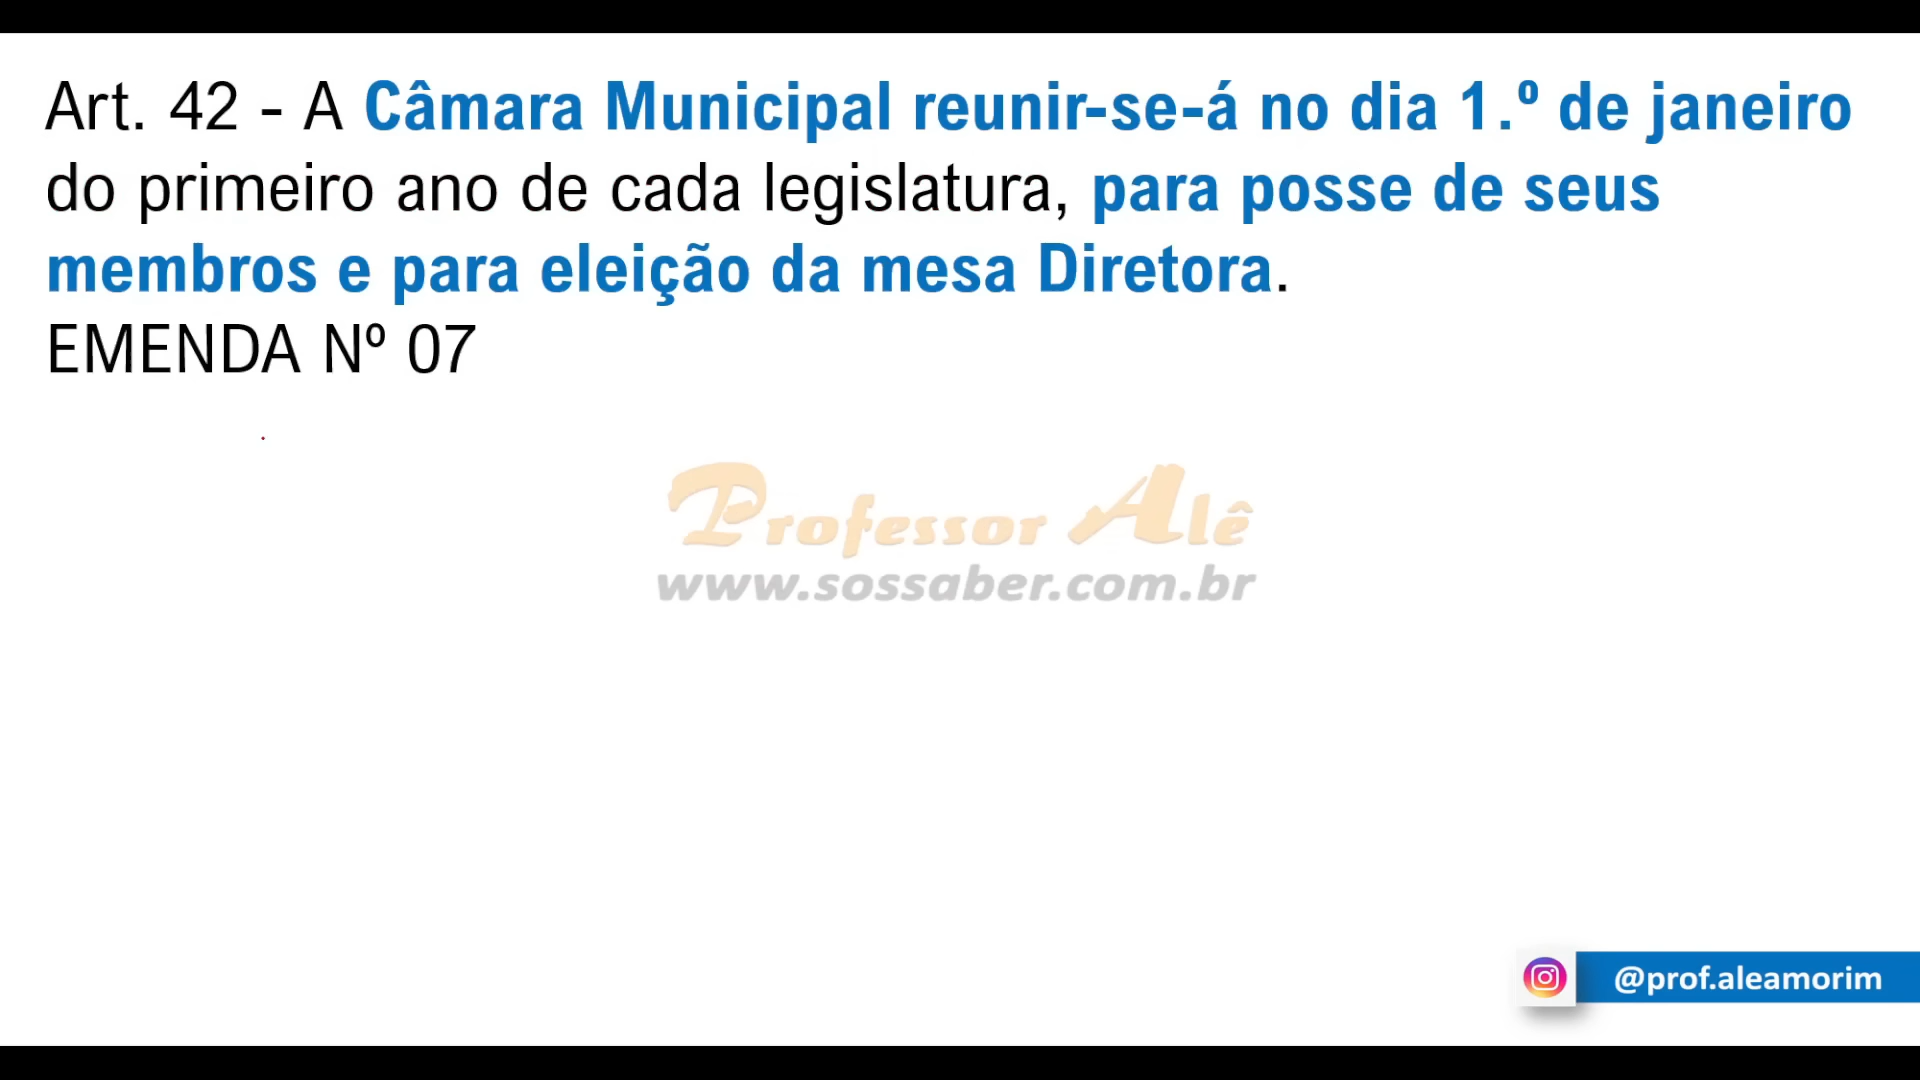 Art. 42 - A Câmara Municipal reunir-se-á no dia 1.º de janeiro
do primeiro ano de cada legislatura, para posse de seus
membros e para eleição da mesa Diretora.
EMENDA Nº 07
Professor Alê
www.sossaber.com.br
@prof.aleamorim